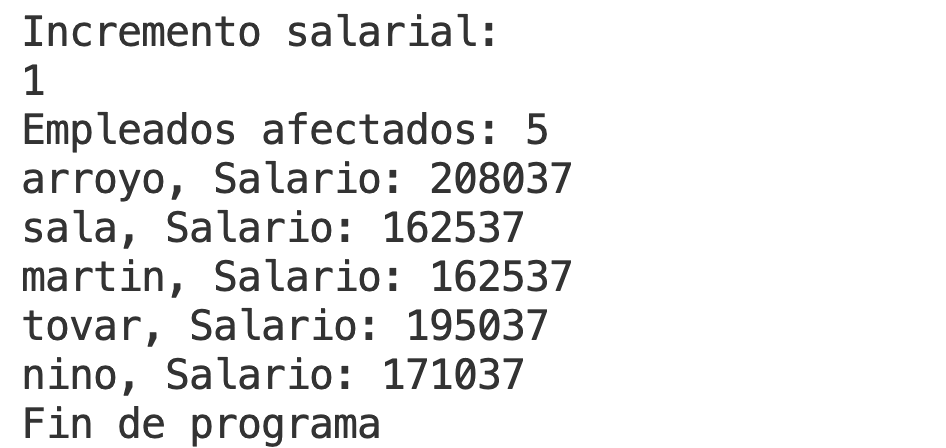 Incremento salarial:
1
Empleados afectados: 5
arroyo, Salario: 208037
sala, Salario: 162537
martin, Salario: 162537
tovar, Salario: 195037
nino, Salario: 171037
Fin de programa